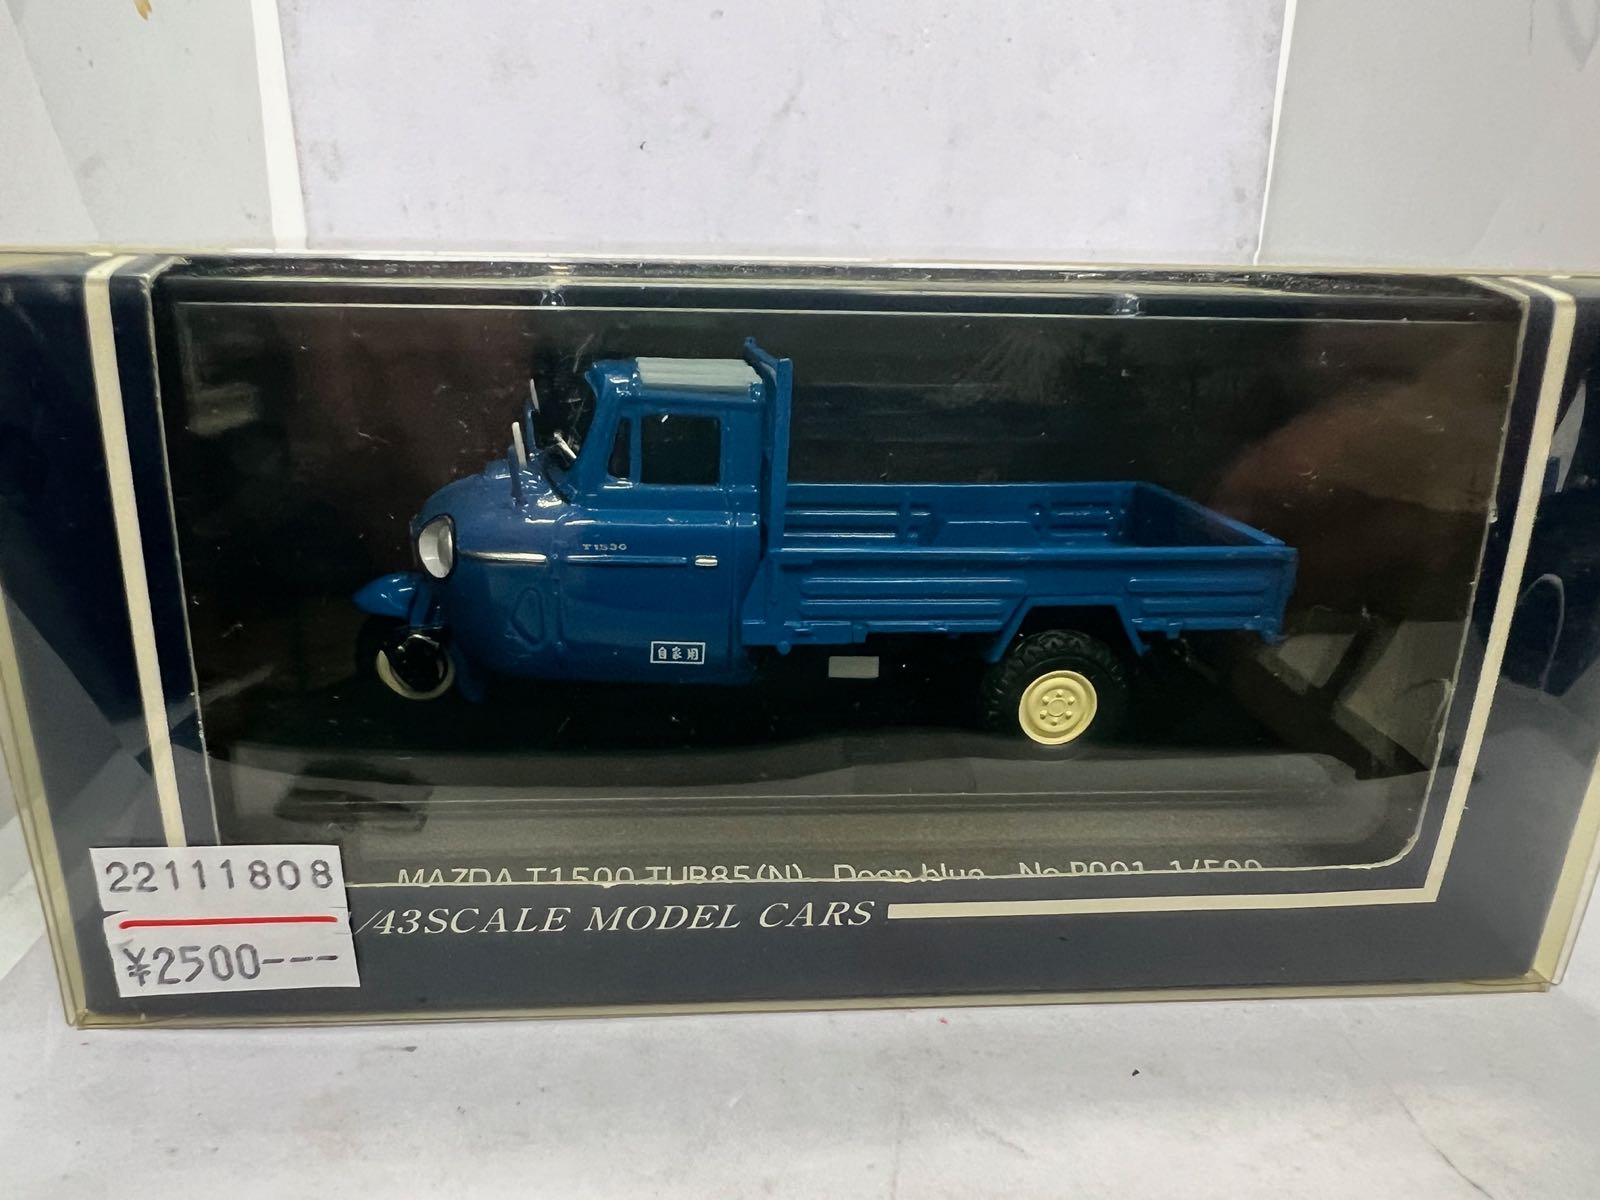 T1500
自家用
MAZDA T1500 TUB85(N) Deep blue No.P001 1/500
22111808
/43SCALE MODEL CARS
¥2500---